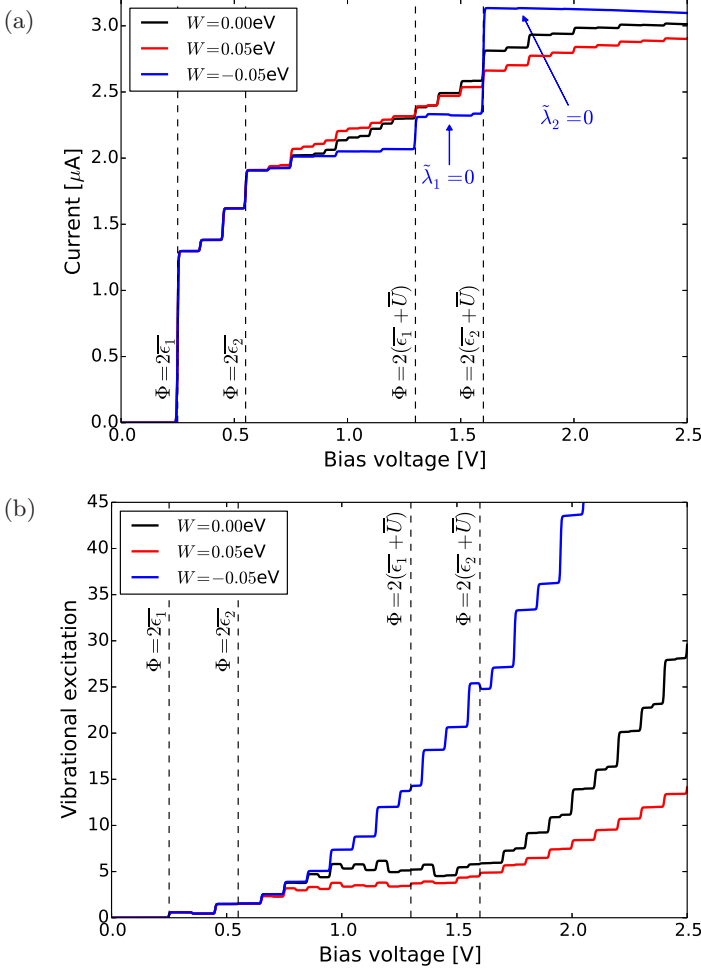 (a)
W=0.00eV
W=0.05eV
W=−0.05eV
λ̃₂=0
λ̃₁=0
Φ=2ϵ̅₁
Φ=2ϵ̅₂
Φ=2(ϵ̅₁+U̅)
Φ=2(ϵ̅₂+U̅)
Current [μA]
3.0
2.5
2.0
1.5
1.0
0.5
0.0
0.0 0.5 1.0 1.5 2.0 2.5
Bias voltage [V]
(b)
W=0.00eV
W=0.05eV
W=−0.05eV
Φ=2ϵ̅₁
Φ=2ϵ̅₂
Φ=2(ϵ̅₁+U̅)
Φ=2(ϵ̅₂+U̅)
Vibrational excitation
45
40
35
30
25
20
15
10
5
0
0.0 0.5 1.0 1.5 2.0 2.5
Bias voltage [V]